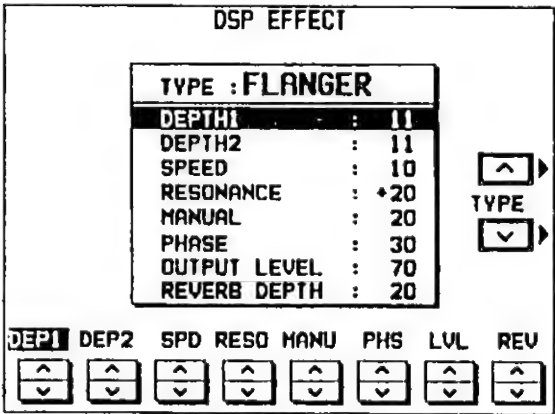 DSP EFFECT
TYPE : FLANGER
DEPTH1 : 11
DEPTH2 : 11
SPEED : 10
RESONANCE : +20
MANUAL : 20
PHASE : 30
OUTPUT LEVEL : 70
REVERB DEPTH : 20
TYPE
DEP1 DEP2 SPD RESO MANU PHS LVL REV